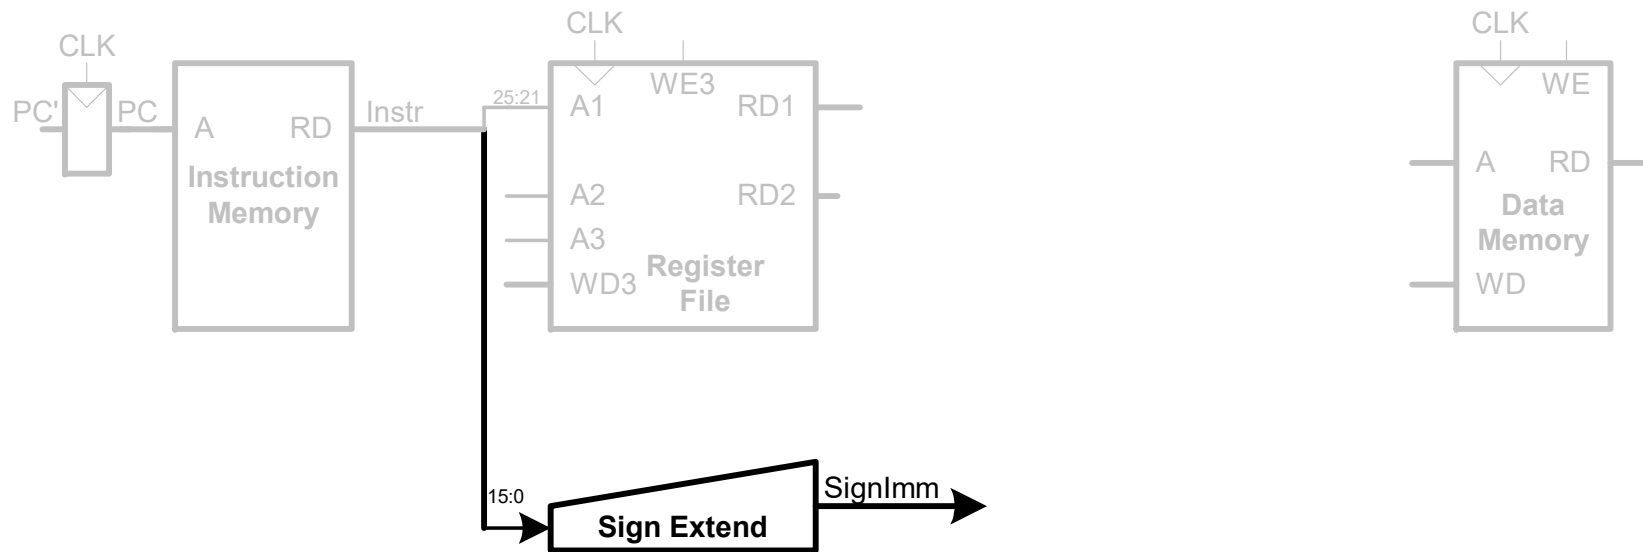 CLK
CLK
CLK
PC'
PC
A
RD
Instruction
Memory
Instr
25:21
A1
WE3
RD1
A2
RD2
A3
WD3
Register
File
WE
A
RD
Data
Memory
WD
15:0
Sign Extend
SignImm